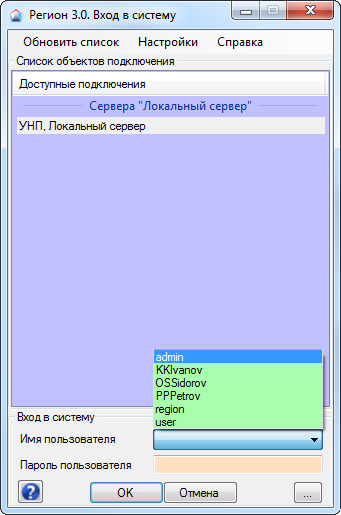 Регион 3.0. Вход в систему
Обновить список Настройки Справка
Список объектов подключения
Доступные подключения
Сервера "Локальный сервер"
УНП, Локальный сервер
admin
KKIvanov
OSSidorov
PPPetrov
region
user
Вход в систему
Имя пользователя
Пароль пользователя
? OK Отмена ...